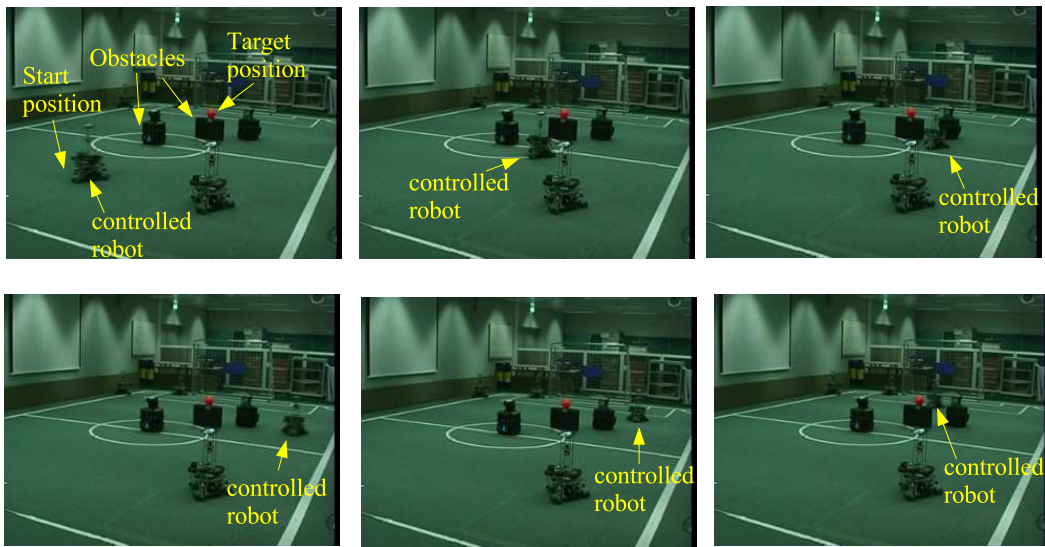 Target
position
Obstacles
Start
position
controlled
robot
controlled
robot
controlled
robot
controlled
robot
controlled
robot
controlled
robot